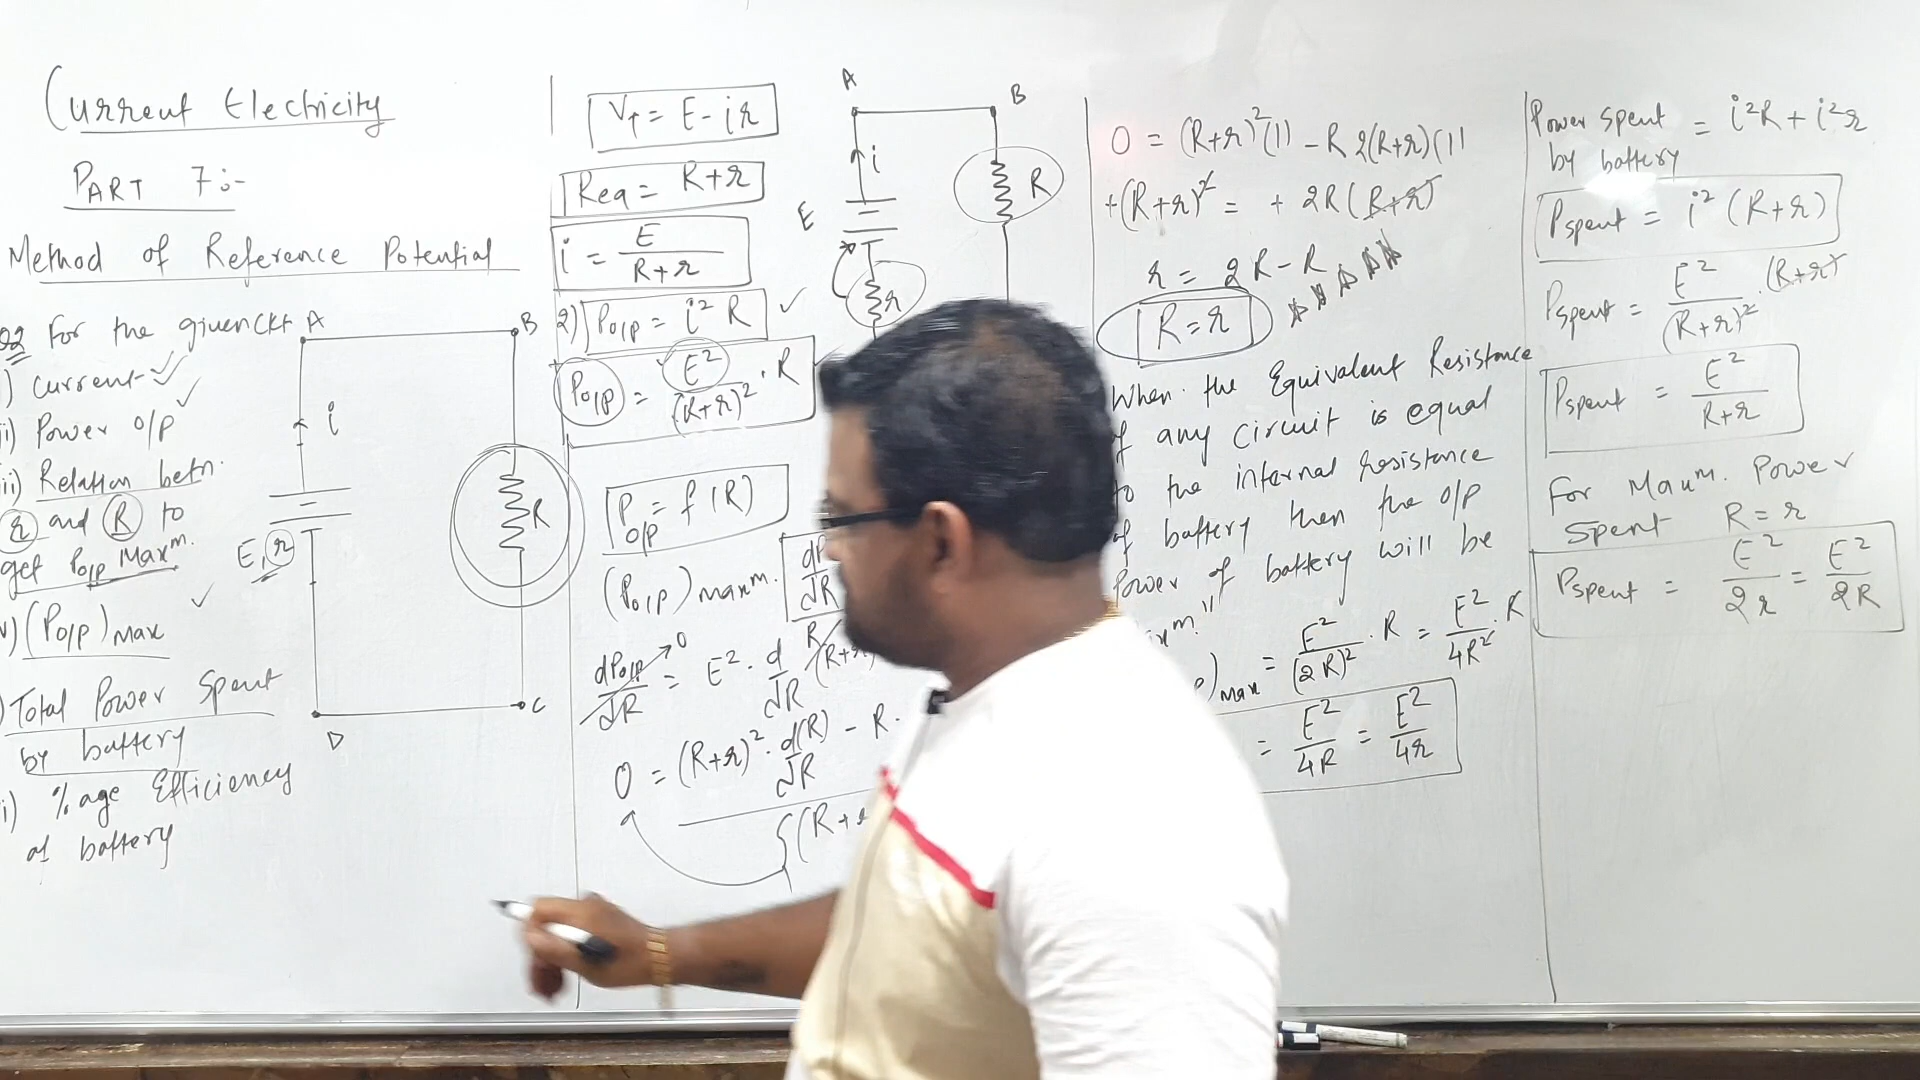 Current Electricity
PART 7:-
Method of Reference Potential
Q2 For the given Ckt
i) Current
ii) Power O/P
iii) Relation betn.
r and R to
get Po/p Maxm.
v) (Po/p) Max
Total Power Spent
by battery
i) %age Efficiency
of battery
A
B
i
E, r
R
D
C
VT = E - ir
Req = R+r
i = E/(R+r)
2) Po/p = i² R
Po/p = E²/(R+r)² . R
Po/p = f(R)
(Po/p) maxm.
dPo/p/dR = 0
= E² . d/dR
0 = (R+r)² . d(R)/dR - R.
A
B
i
E
r
R
0 = (R+r)²(1) - R 2(R+r)(1)
+(R+r)² = + 2R(R+r)
r = 2R - R
R = r
When the Equivalent Resistance
of any circuit is equal
to the internal resistance
of battery then the O/P
Power of battery will be
max = E²/(2R)² . R = E²/4R² . R
= E²/4R = E²/4r
Power Spent by battery = i²R + i²r
Pspent = i² (R+r)
Pspent = E²/(R+r)² . (R+r)
Pspent = E²/(R+r)
For Maxm. Power
Spent R = r
Pspent = E²/2r = E²/2R